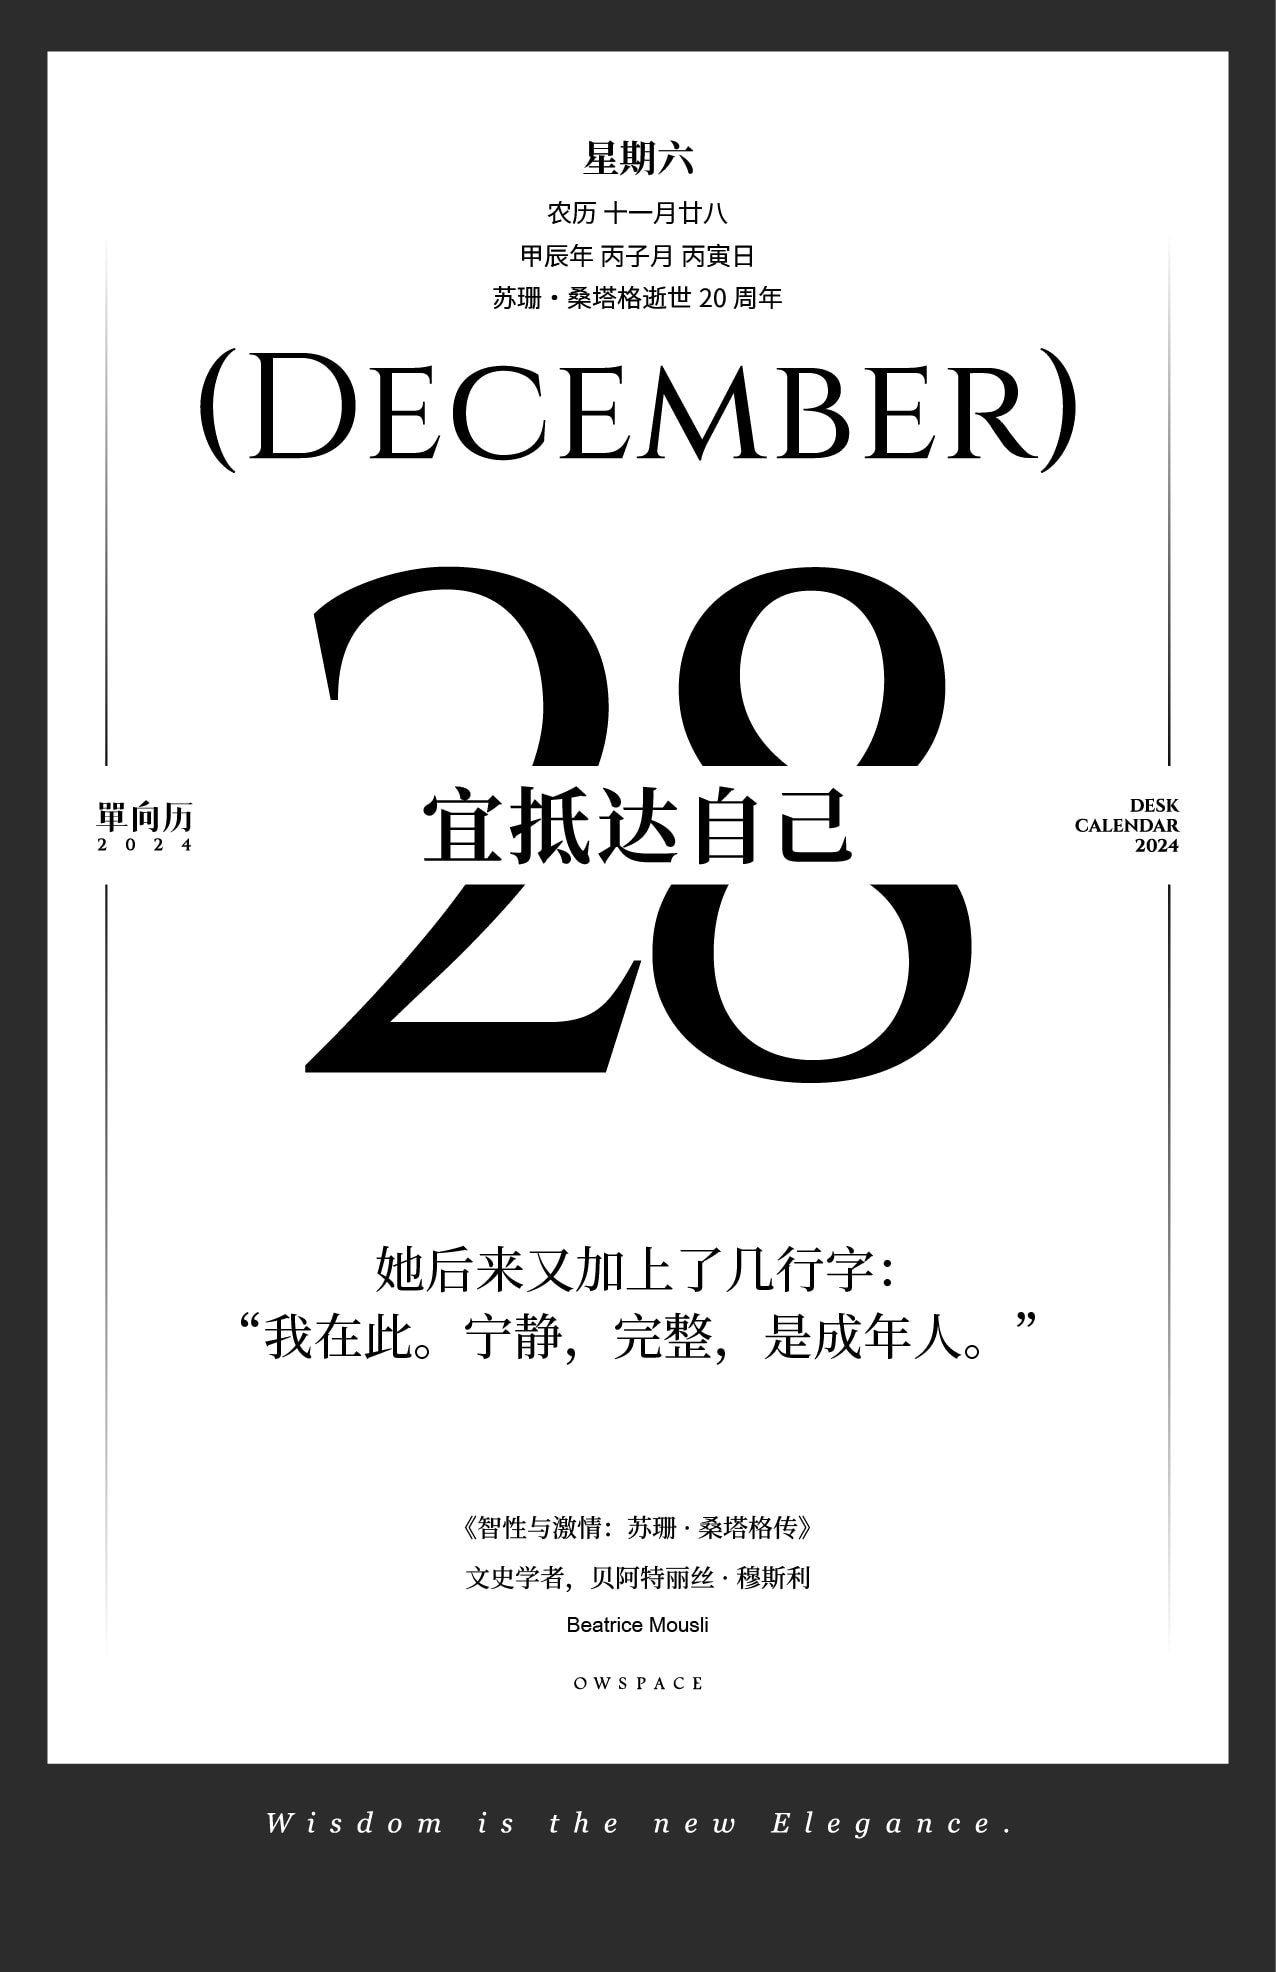 星期六
农历 十一月廿八
甲辰年 丙子月 丙寅日
苏珊·桑塔格逝世 20 周年
(DECEMBER)
28
單向历
2024
宜抵达自己
DESK
CALENDAR
2024
她后来又加上了几行字：
“我在此。宁静，完整，是成年人。”
《智性与激情：苏珊·桑塔格传》
文史学者，贝阿特丽丝·穆斯利
Beatrice Mousli
OWSPACE
Wisdom is the new Elegance.